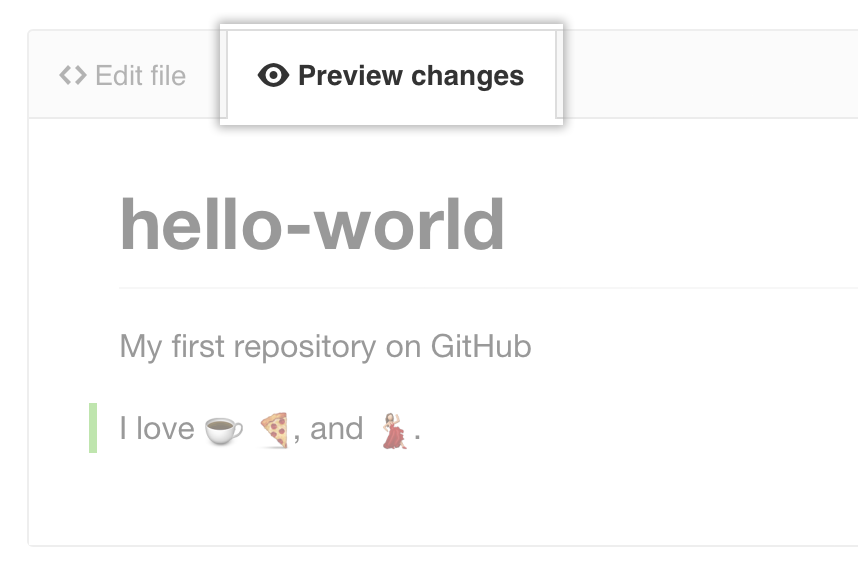 Edit file
Preview changes
hello-world
My first repository on GitHub
I love ☕ 🍕, and 💃.